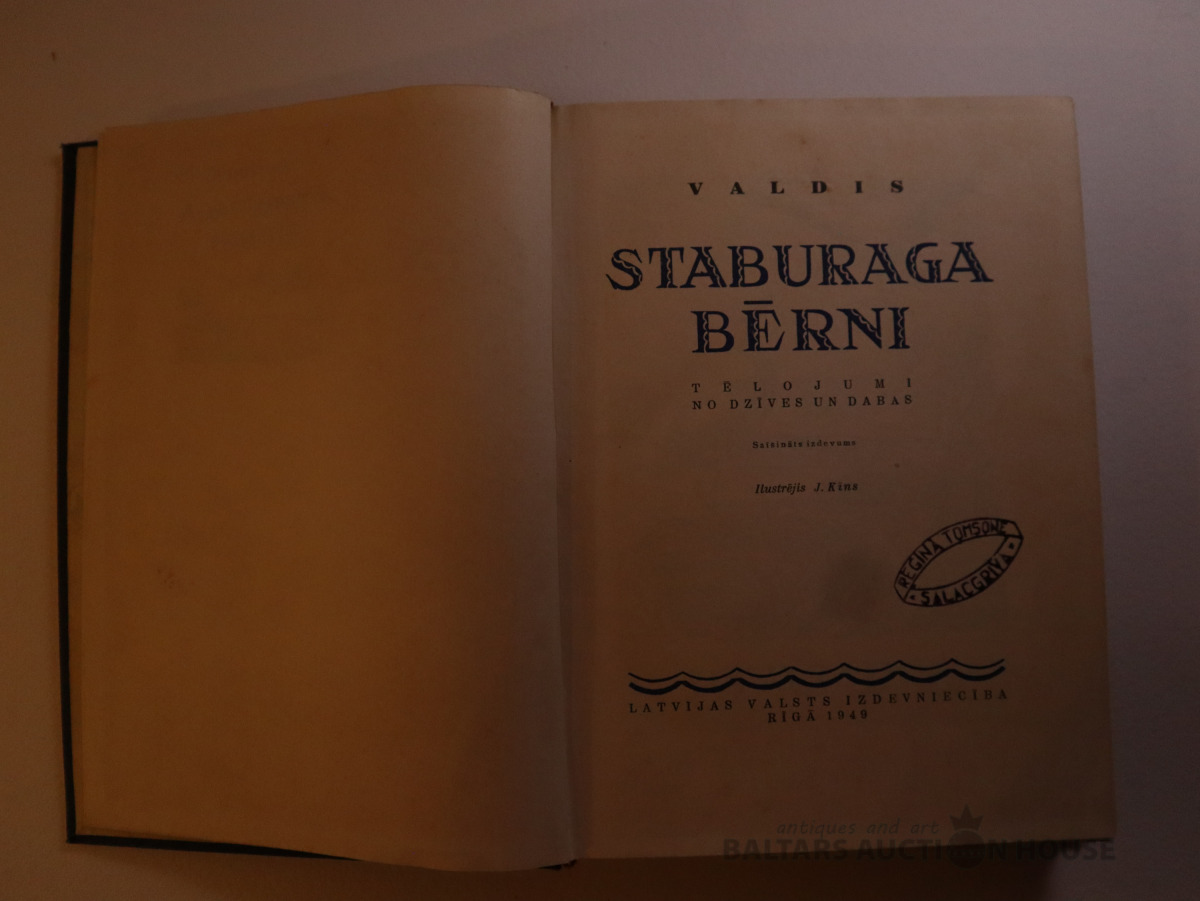 VALDIS
STABURAGA
BĒRNI
TĒLOJUMI
NO DZĪVES UN DABAS
Saīsināts izdevums
Ilustrējis J. Kins
REGINA TOMSONE
SALACGRIVA
LATVIJAS VALSTS IZDEVNIECĪBA
RĪGĀ 1949
antiques and art
BALTARS AUCTION HOUSE